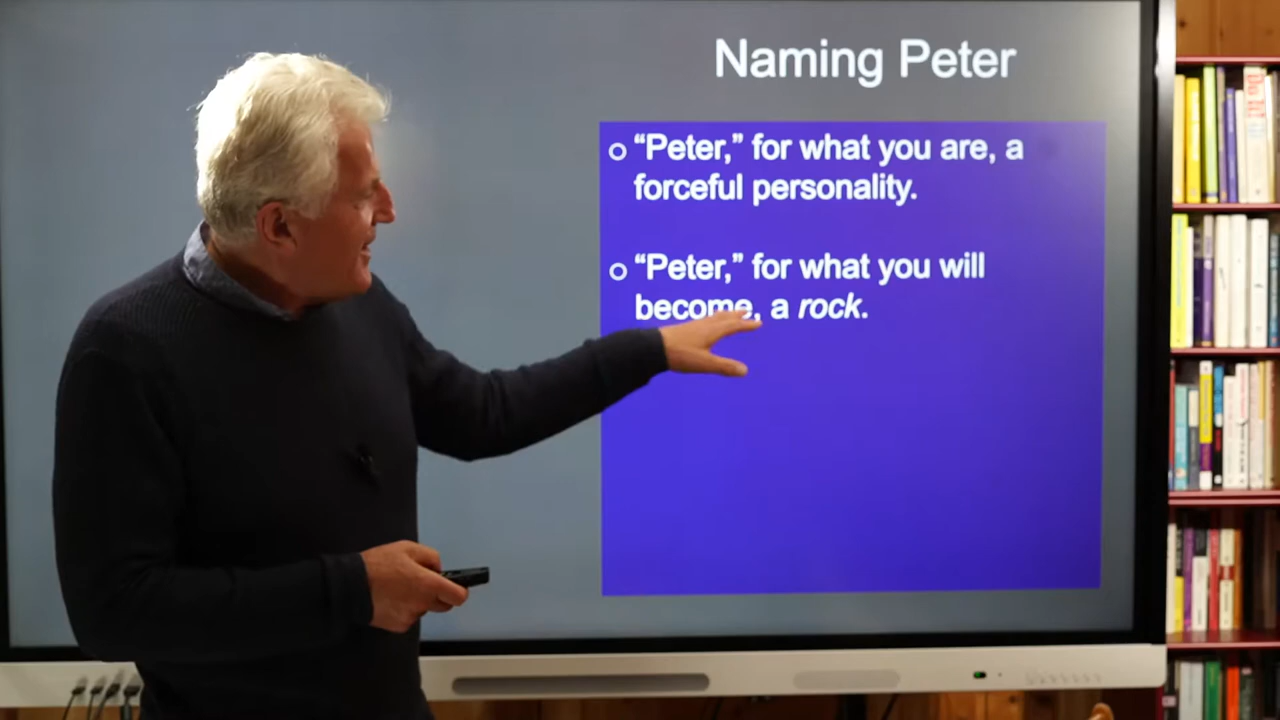 Naming Peter
“Peter,” for what you are, a
forceful personality.
“Peter,” for what you will
become, a rock.